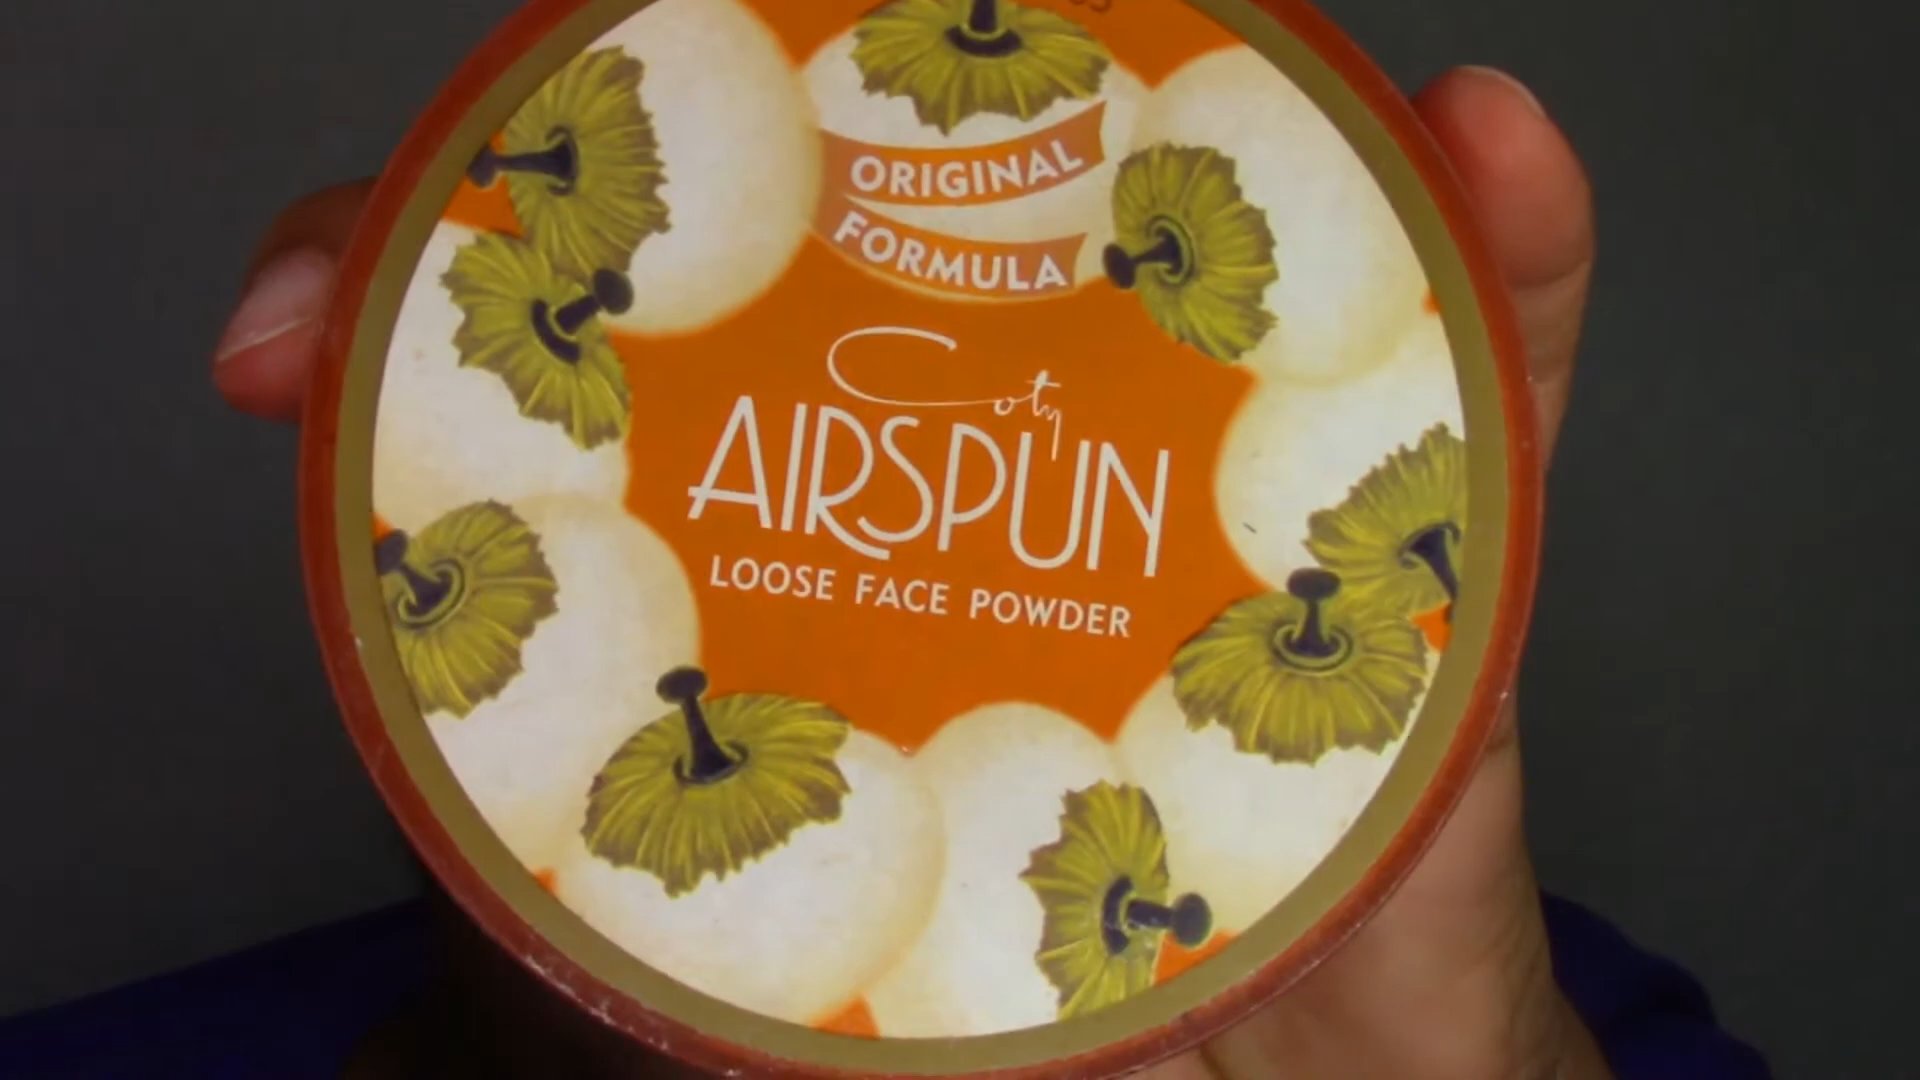 ORIGINAL
FORMULA
Coty
AIRSPUN
LOOSE FACE POWDER